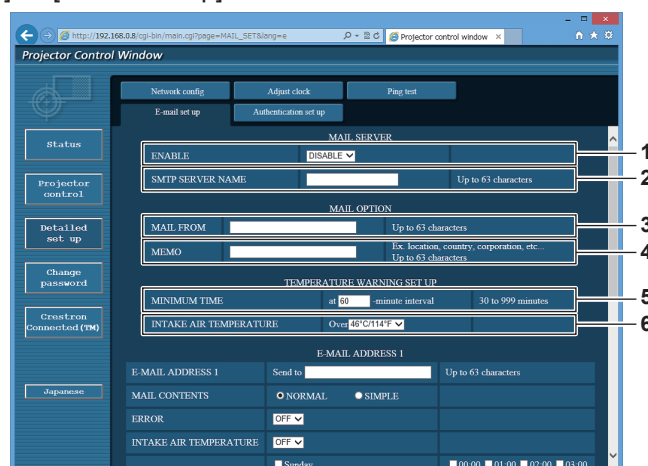 http://192.168.0.8/cgi-bin/main.cgi?page=MAIL_SET&lang=e
Projector control window
Projector Control Window
Network config Adjust clock Ping test
E-mail set up Authentication set up
Status
Projector control
Detailed set up
Change password
Crestron Connected(TM)
Japanese
MAIL SERVER
ENABLE DISABLE 1
SMTP SERVER NAME Up to 63 characters 2
MAIL OPTION
MAIL FROM Up to 63 characters 3
MEMO Ex. location, country, corporation, etc... 4
Up to 63 characters
TEMPERATURE WARNING SET UP
MINIMUM TIME at 60 -minute interval 30 to 999 minutes 5
INTAKE AIR TEMPERATURE Over 46°C/114°F 6
E-MAIL ADDRESS 1
E-MAIL ADDRESS 1 Send to Up to 63 characters
MAIL CONTENTS NORMAL SIMPLE
ERROR OFF
INTAKE AIR TEMPERATURE OFF
Sunday 00:00 01:00 02:00 03:00